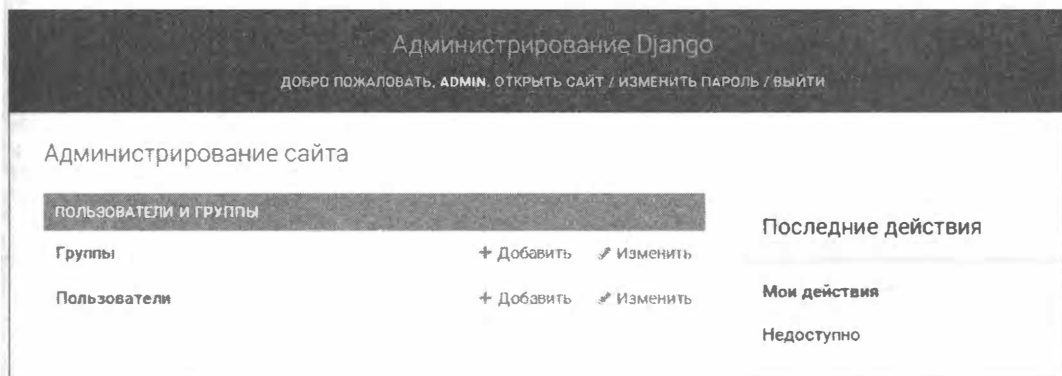 Администрирование Django
ДОБРО ПОЖАЛОВАТЬ, ADMIN. ОТКРЫТЬ САЙТ / ИЗМЕНИТЬ ПАРОЛЬ / ВЫЙТИ
Администрирование сайта
ПОЛЬЗОВАТЕЛИ И ГРУППЫ
Группы + Добавить Изменить
Пользователи + Добавить Изменить
Последние действия
Мои действия
Недоступно